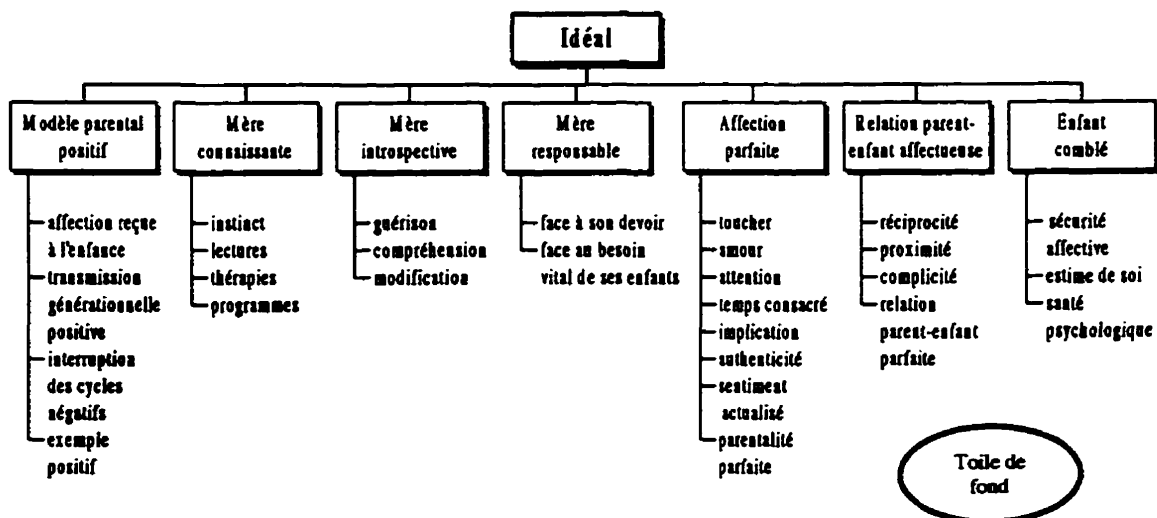 Idéal
Modèle parental
positif
affection reçue
à l'enfance
transmission
générationnelle
positive
interruption
des cycles
négatifs
exemple
positif
Mère
connaissante
instinct
lectures
thérapies
programmes
Mère
introspective
guérison
compréhension
modification
Mère
responsable
face à son devoir
face au besoin
vital de ses enfants
Affection
parfaite
toucher
amour
attention
temps consacré
implication
authenticité
sentiment
actualisé
parentalité
parfaite
Relation parent-
enfant affectueuse
réciprocité
proximité
complicité
relation
parent-enfant
parfaite
Enfant
comblé
sécurité
affective
estime de soi
santé
psychologique
Toile de
fond